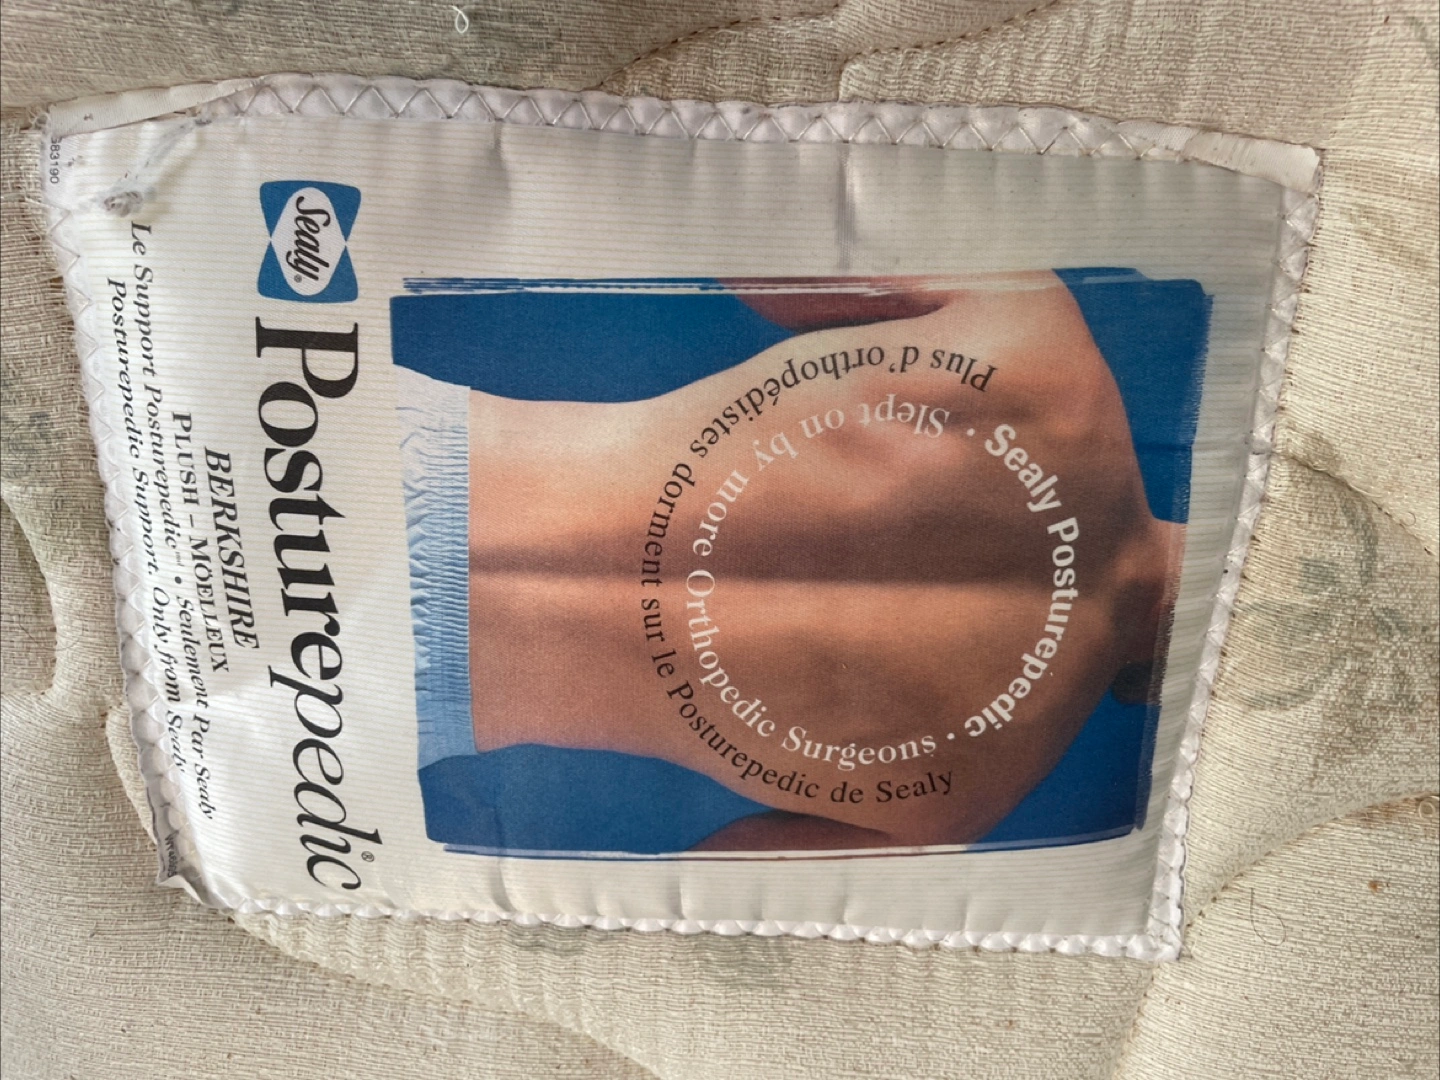 Sealy Posturepedic •
Slept on by more Orthopedic Surgeons •
Plus d'orthopédistes dorment sur le Posturepedic de Sealy
Sealy®
Posturepedic®
BERKSHIRE
PLUSH – MOELLEUX
Le Support Posturepedic • Seulement Par Sealy
Posturepedic Support. Only from Sealy